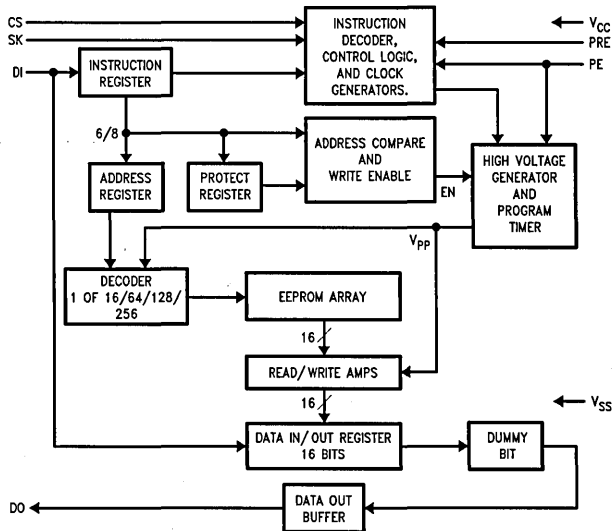 CS
SK
DI
INSTRUCTION
REGISTER
INSTRUCTION
DECODER,
CONTROL LOGIC,
AND CLOCK
GENERATORS.
VCC
PRE
PE
6/8
ADDRESS
REGISTER
PROTECT
REGISTER
ADDRESS COMPARE
AND
WRITE ENABLE
EN
HIGH VOLTAGE
GENERATOR
AND
PROGRAM
TIMER
VPP
DECODER
1 OF 16/64/128/
256
EEPROM ARRAY
16
READ/WRITE AMPS
16
VSS
DATA IN/OUT REGISTER
16 BITS
DUMMY
BIT
DO
DATA OUT
BUFFER